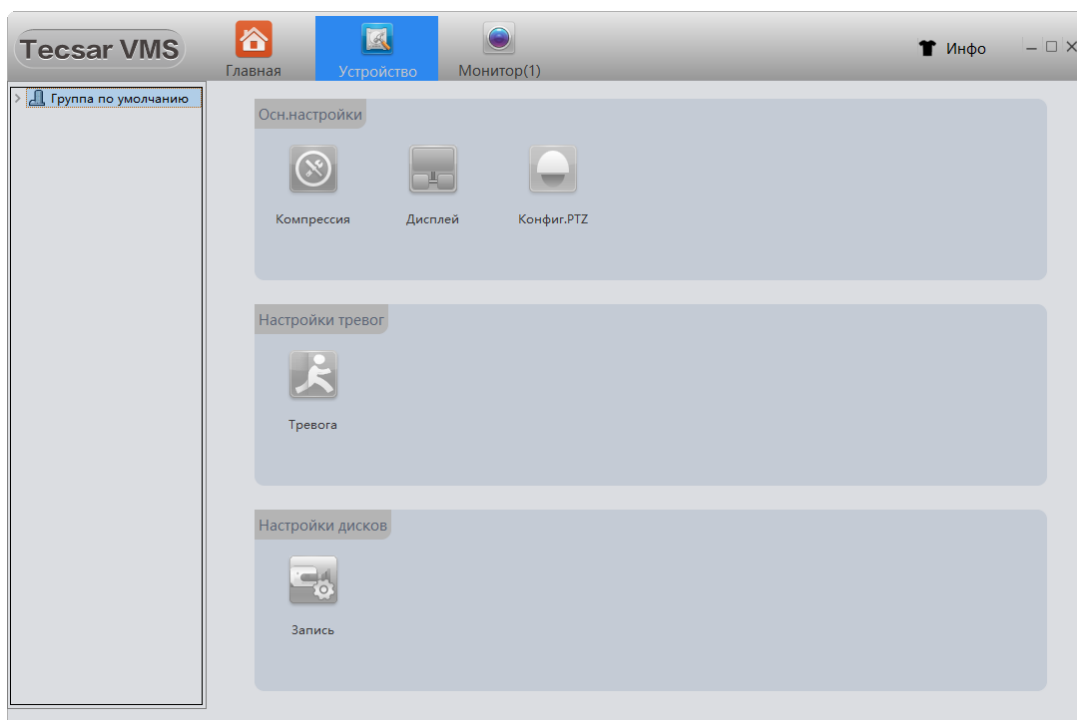 Tecsar VMS
Главная
Устройство
Монитор(1)
Инфо
Группа по умолчанию
Осн.настройки
Компрессия
Дисплей
Конфиг.PTZ
Настройки тревог
Тревога
Настройки дисков
Запись